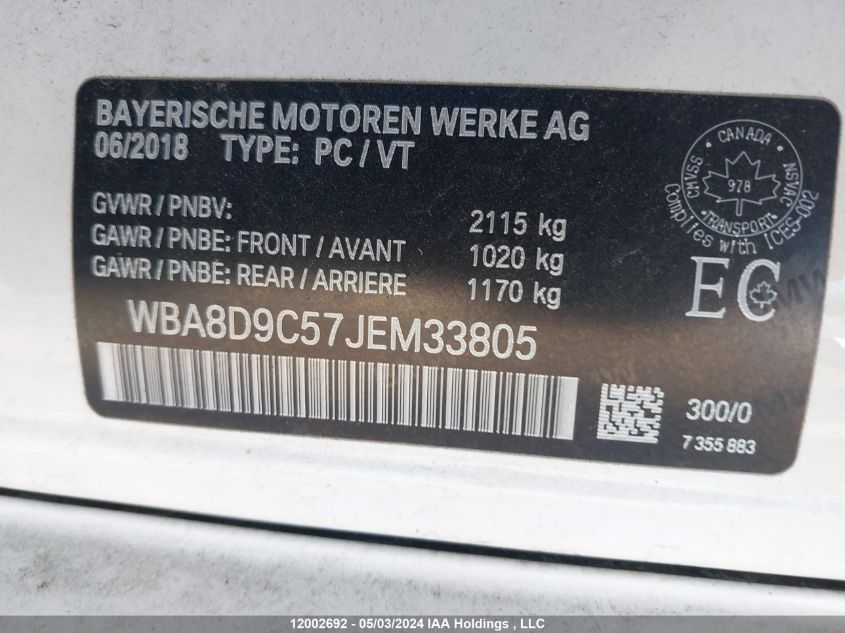 BAYERISCHE MOTOREN WERKE AG
06/2018 TYPE: PC / VT
GVWR / PNBV: 2115 kg
GAWR / PNBE: FRONT / AVANT 1020 kg
GAWR / PNBE: REAR / ARRIERE 1170 kg
WBA8D9C57JEM33805
CMVSS CANADA NSVAC
978
TRANSPORT
Complies with ICES-002
EC
300/0
7 355 883
12002692 - 05/03/2024 IAA Holdings , LLC